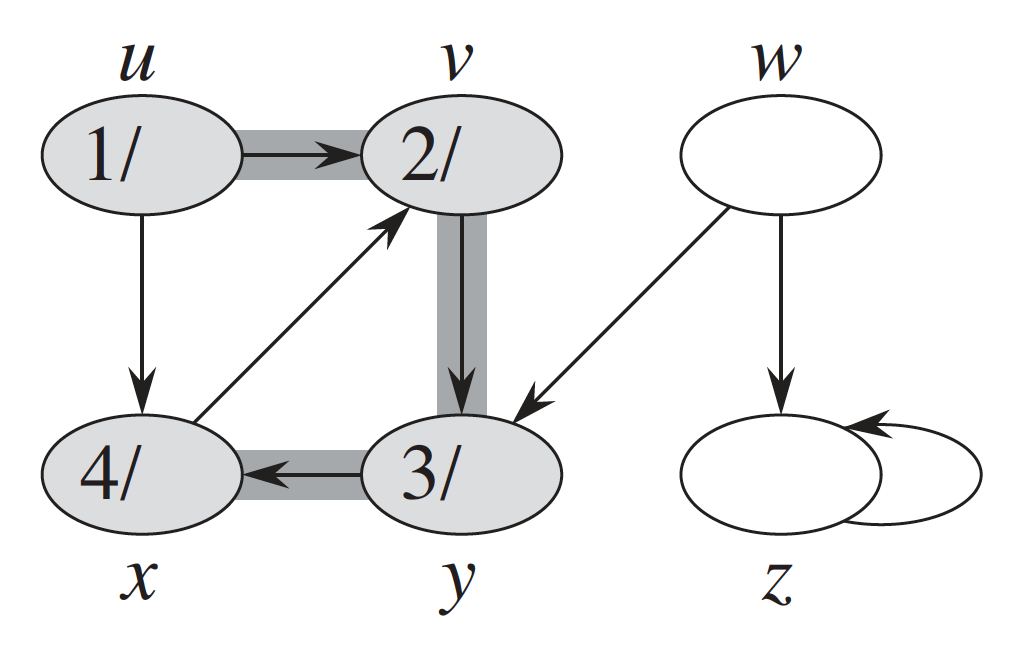 u v w
1/ 2/
4/ 3/
x y z